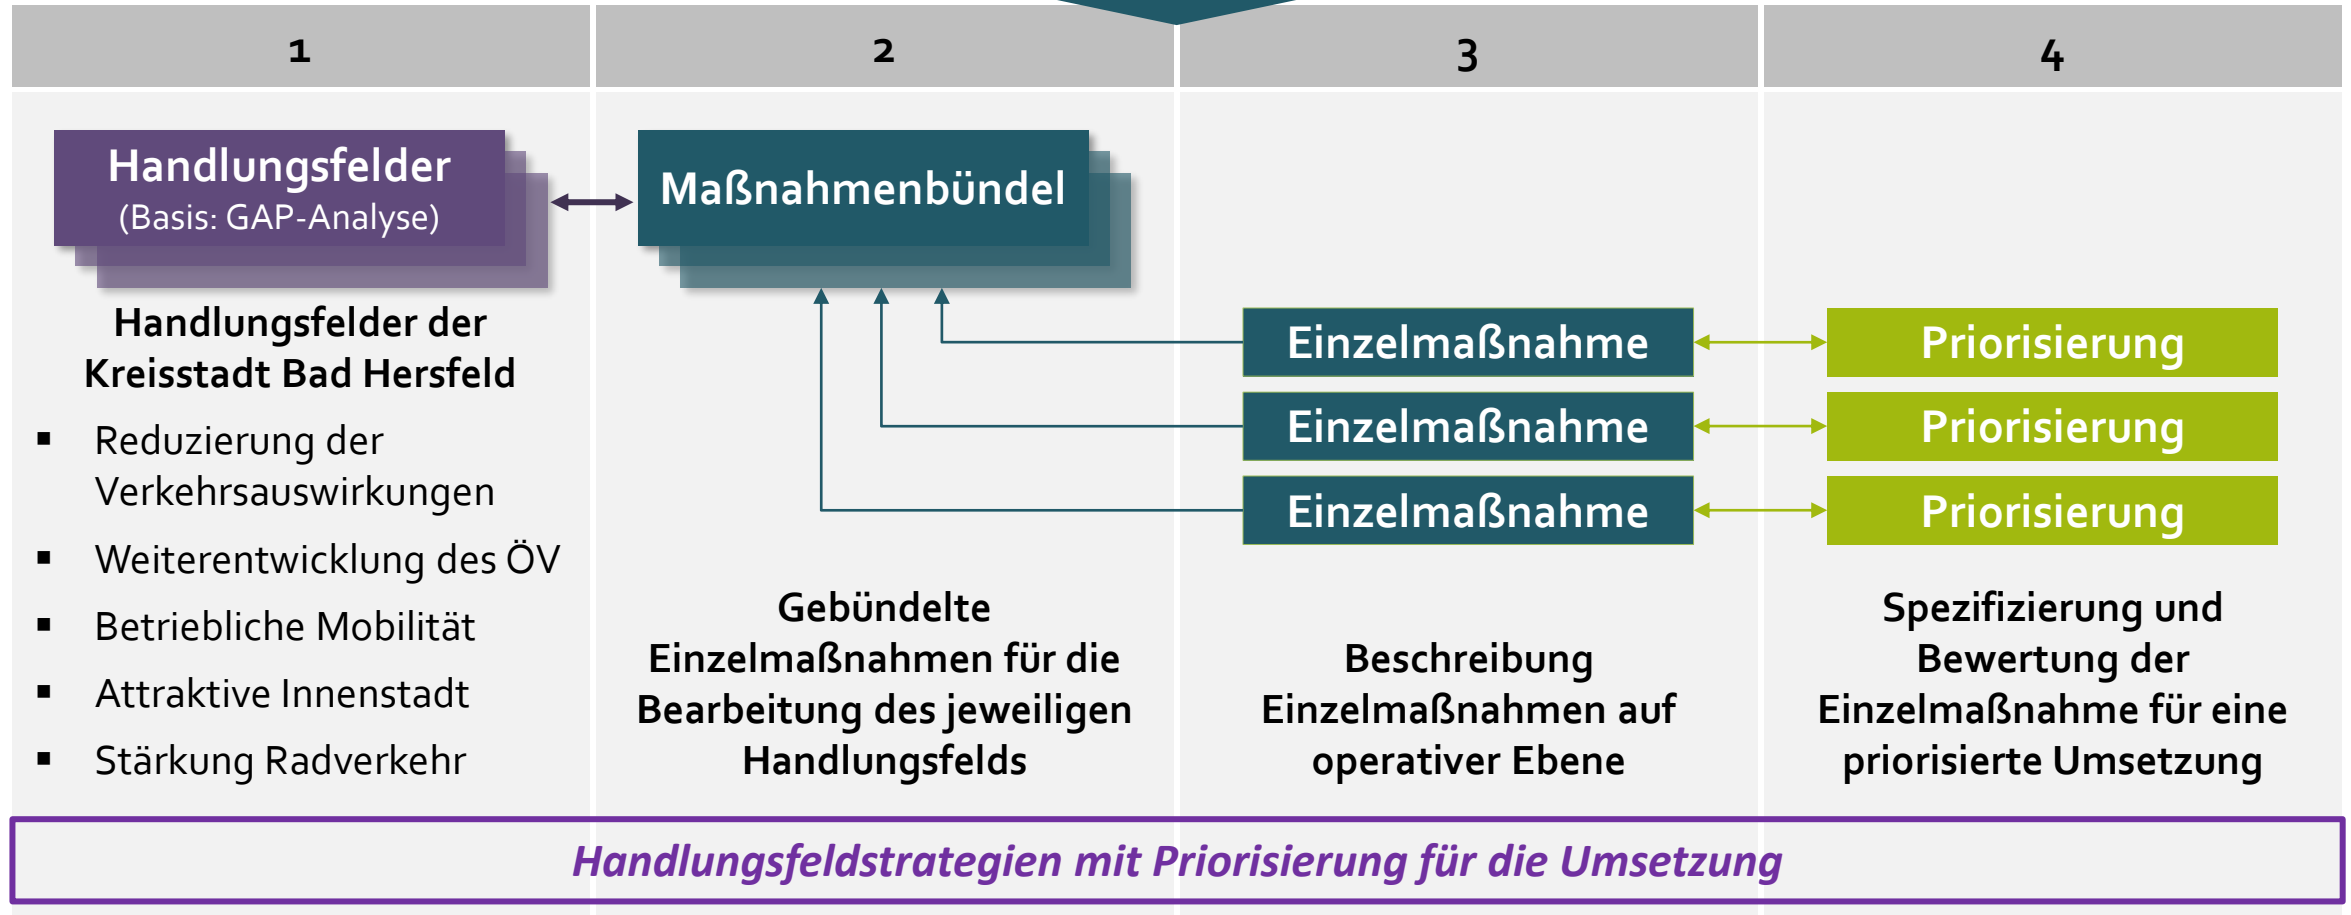 1
2
3
4
Handlungsfelder
(Basis: GAP-Analyse)
Handlungsfelder der
Kreisstadt Bad Hersfeld
▪ Reduzierung der
Verkehrsauswirkungen
▪ Weiterentwicklung des ÖV
▪ Betriebliche Mobilität
▪ Attraktive Innenstadt
▪ Stärkung Radverkehr
Maßnahmenbündel
Gebündelte
Einzelmaßnahmen für die
Bearbeitung des jeweiligen
Handlungsfelds
Einzelmaßnahme
Einzelmaßnahme
Einzelmaßnahme
Beschreibung
Einzelmaßnahmen auf
operativer Ebene
Priorisierung
Priorisierung
Priorisierung
Spezifizierung und
Bewertung der
Einzelmaßnahme für eine
priorisierte Umsetzung
Handlungsfeldstrategien mit Priorisierung für die Umsetzung